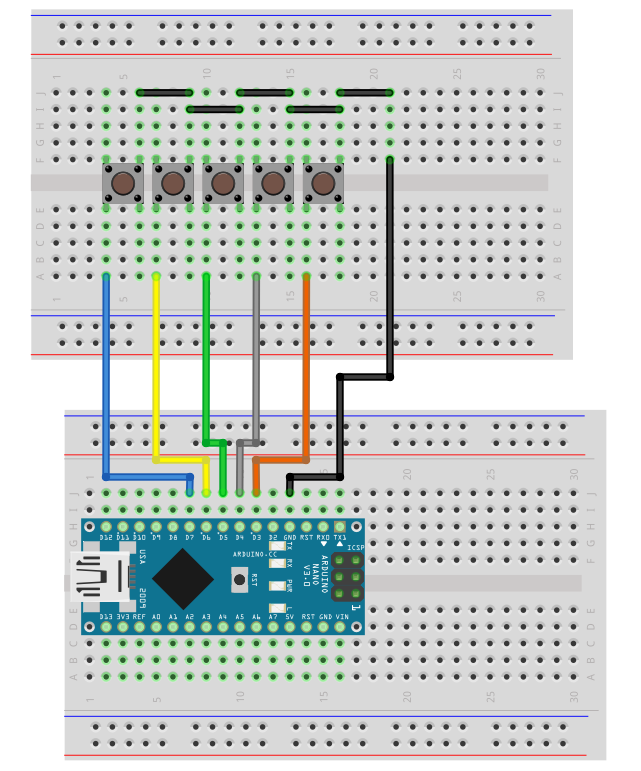 1 5 10 15 20 25 30
J J
I I
H H
G G
F F
E E
D D
C C
B B
A A
1 5 10 15 20 25 30
1 20 25 30
J J
I I
H H
D12 D11 D10 D9 D8 D7 D6 D5 D4 D3 D2 GND RST RX0 TX1
G G
F
TX
RX
PWR
L
ARDUINO.CC
RST
ICSP
1
USA
2009
ARDUINO
NANO
V3.0
E E
D13 3V3 REF A0 A1 A2 A3 A4 A5 A6 A7 5V RST GND VIN
D D
C C
B B
A A
1 5 10 15 20 25 30